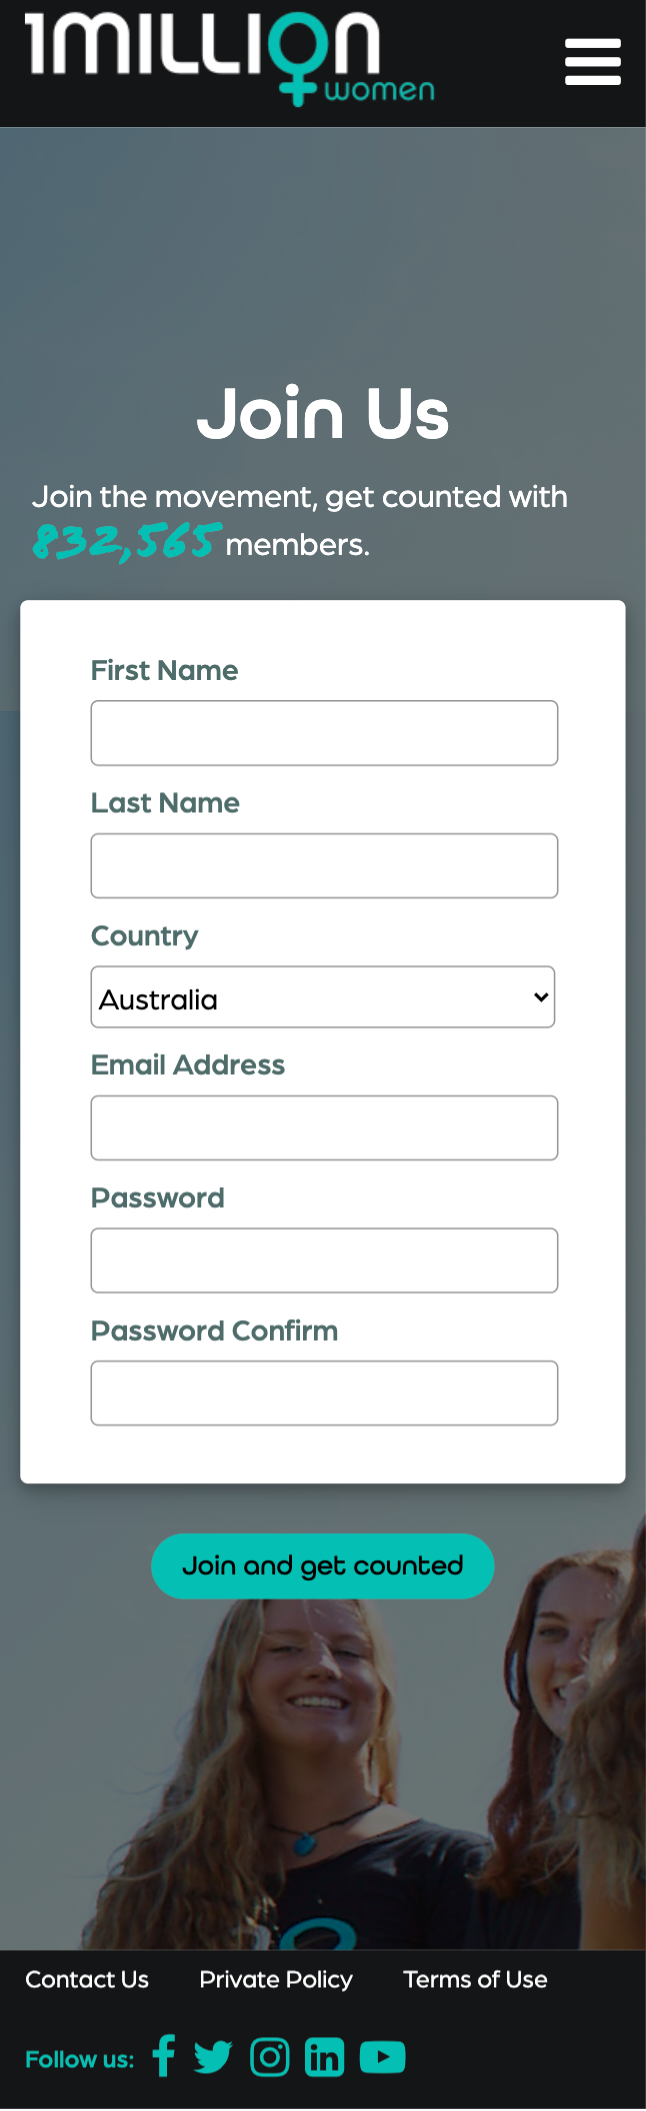 1MILLION
women
Join Us
Join the movement, get counted with
832,565 members.
First Name
Last Name
Country
Australia
Email Address
Password
Password Confirm
Join and get counted
Contact Us Private Policy Terms of Use
Follow us: